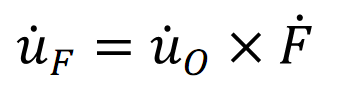 u̇_F = u̇_O × Ḟ